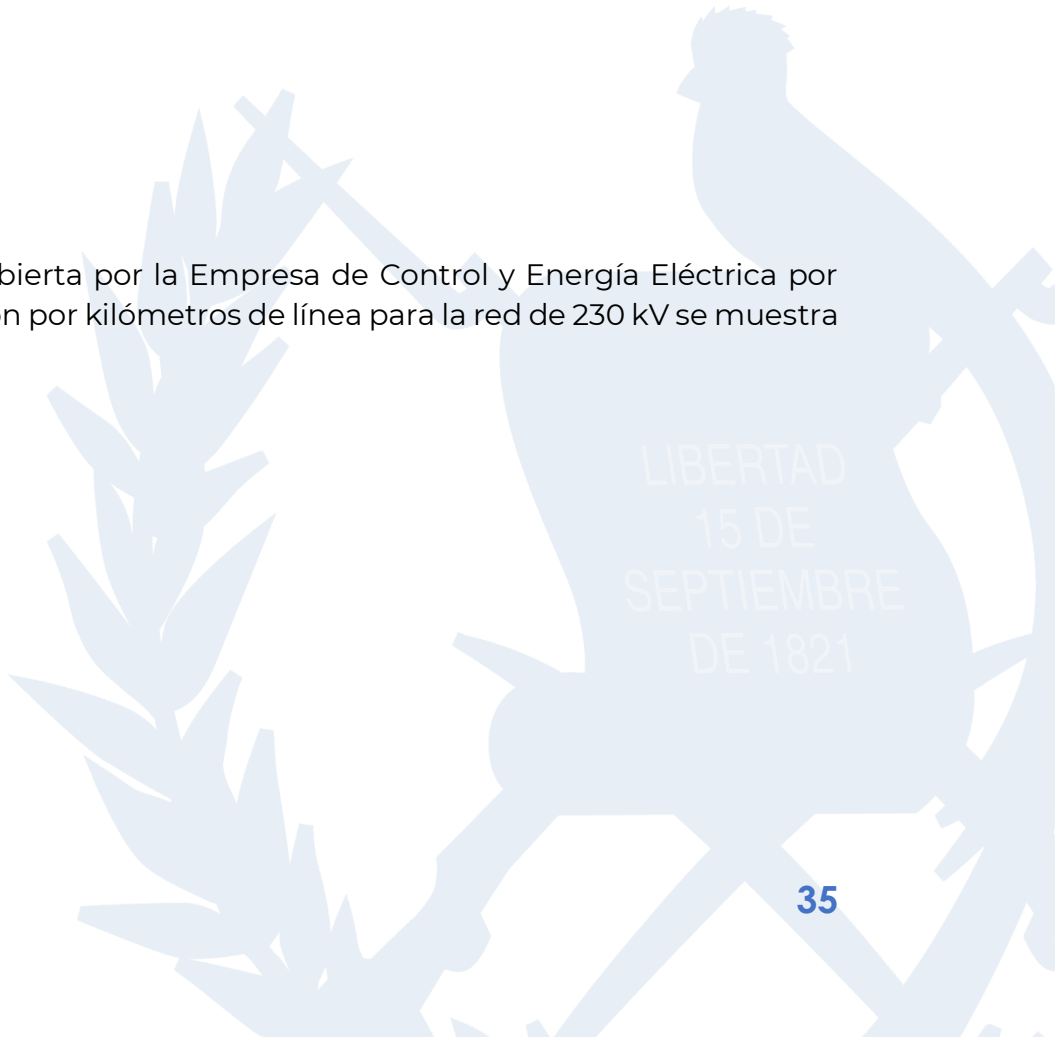 bierta por la Empresa de Control y Energía Eléctrica por
n por kilómetros de línea para la red de 230 kV se muestra
LIBERTAD
15 DE
SEPTIEMBRE
DE 1821
35